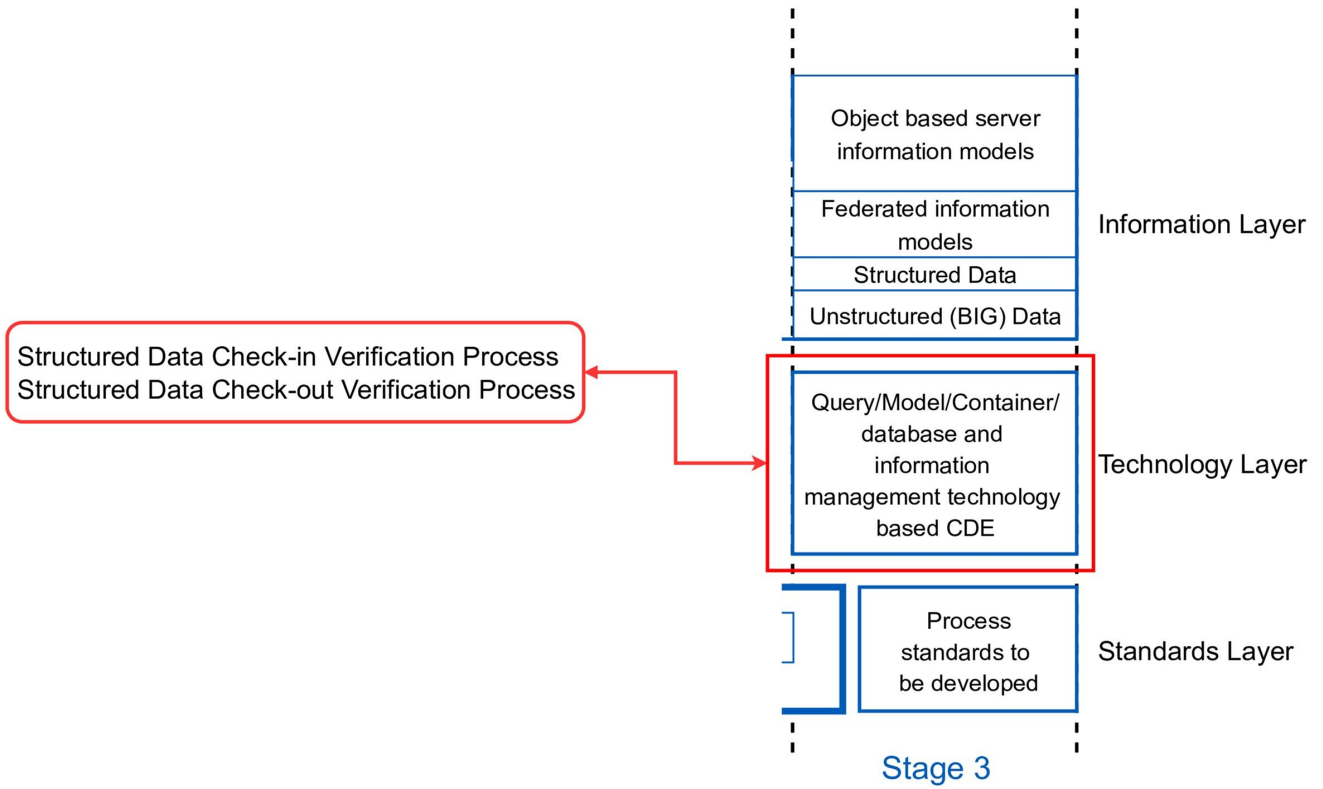 Object based server
information models
Federated information
models
Information Layer
Structured Data
Unstructured (BIG) Data
Structured Data Check-in Verification Process
Structured Data Check-out Verification Process
Query/Model/Container/
database and
information
management technology
based CDE
Technology Layer
Process
standards to
be developed
Standards Layer
Stage 3